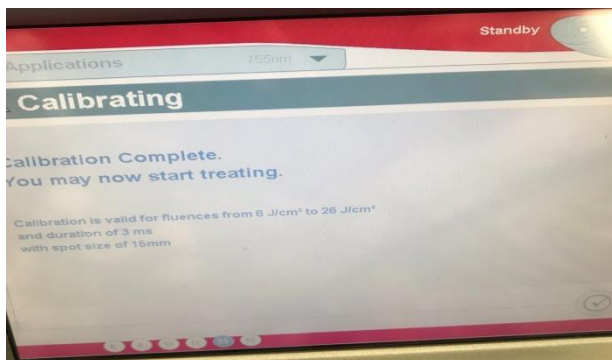 Standby
Applications
755nm
Calibrating
Calibration Complete.
You may now start treating.
Calibration is valid for fluences from 6 J/cm² to 26 J/cm²
and duration of 3 ms
with spot size of 15mm